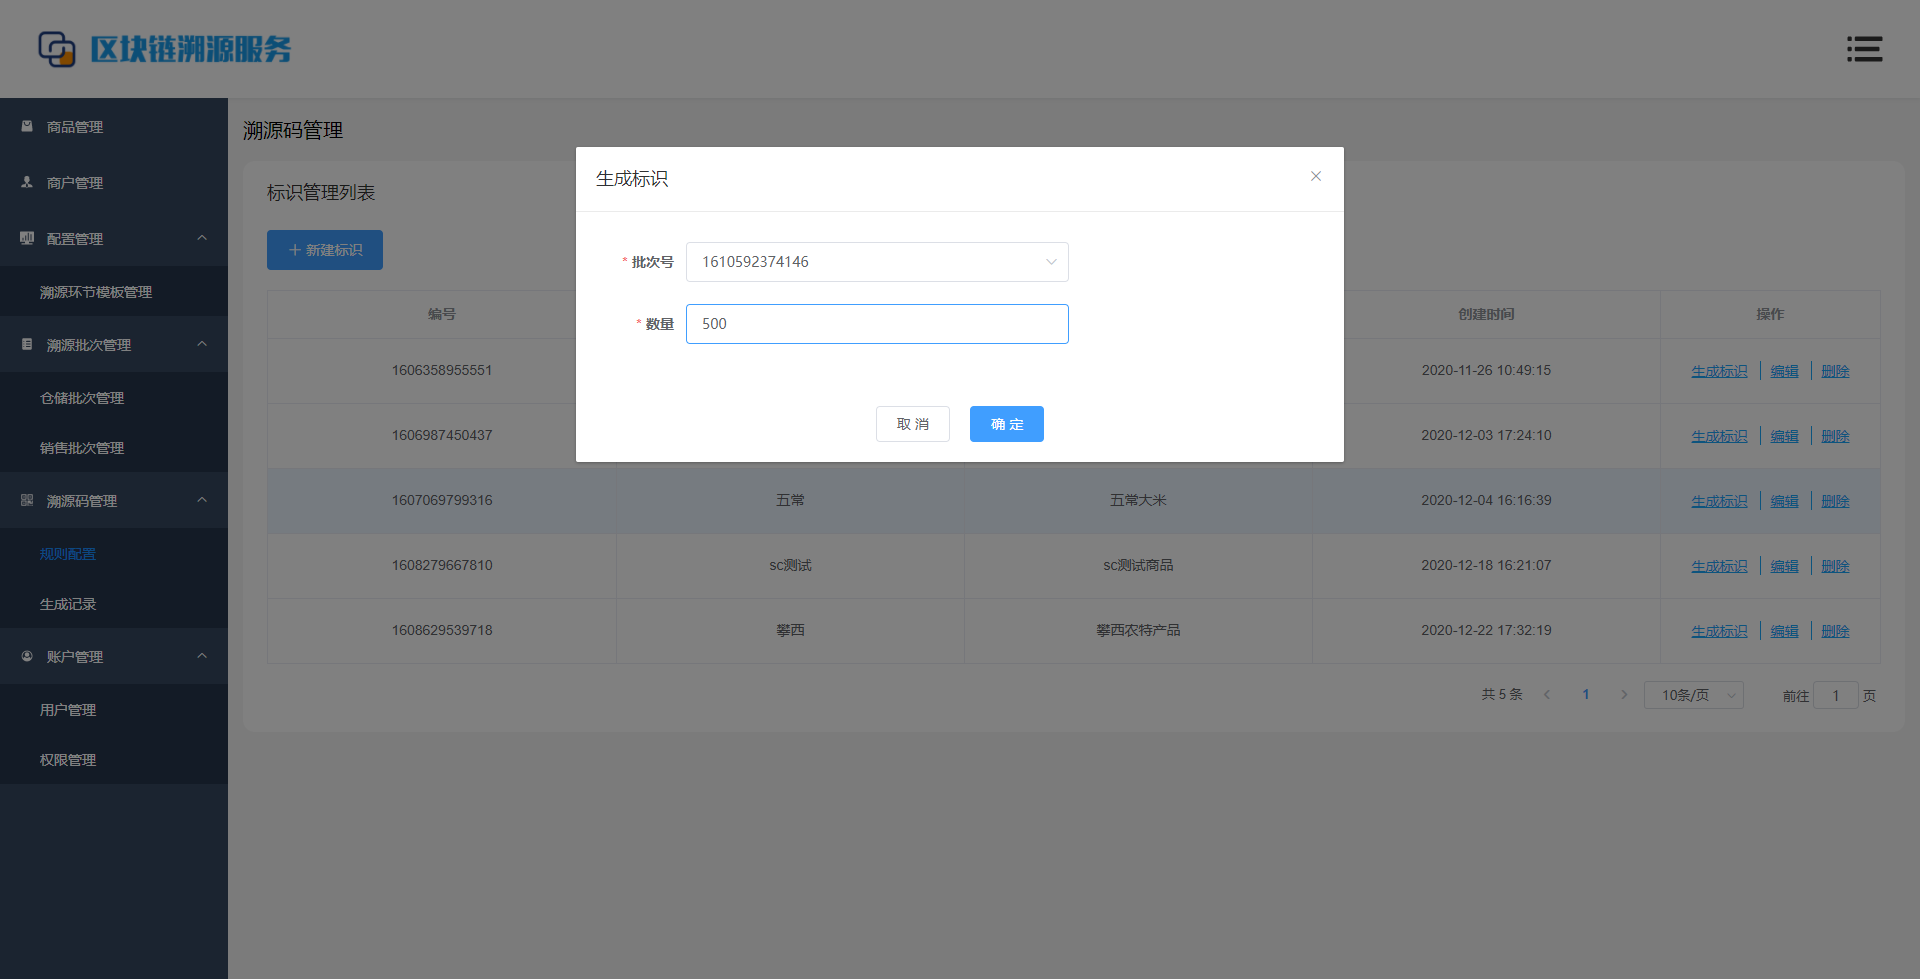 区块链溯源服务
商品管理
商户管理
配置管理
溯源环节模板管理
溯源批次管理
仓储批次管理
销售批次管理
溯源码管理
规则配置
生成记录
账户管理
用户管理
权限管理
溯源码管理
标识管理列表
新建标识
生成标识
* 批次号 1610592374146
* 数量 500
取消 确定
编号 创建时间 操作
1606358955551 2020-11-26 10:49:15 生成标识 编辑 删除
1606987450437 2020-12-03 17:24:10 生成标识 编辑 删除
1607069799316 五常 五常大米 2020-12-04 16:16:39 生成标识 编辑 删除
1608279667810 sc测试 sc测试商品 2020-12-18 16:21:07 生成标识 编辑 删除
1608629539718 攀西 攀西农特产品 2020-12-22 17:32:19 生成标识 编辑 删除
共 5 条 1 10条/页 前往 1 页